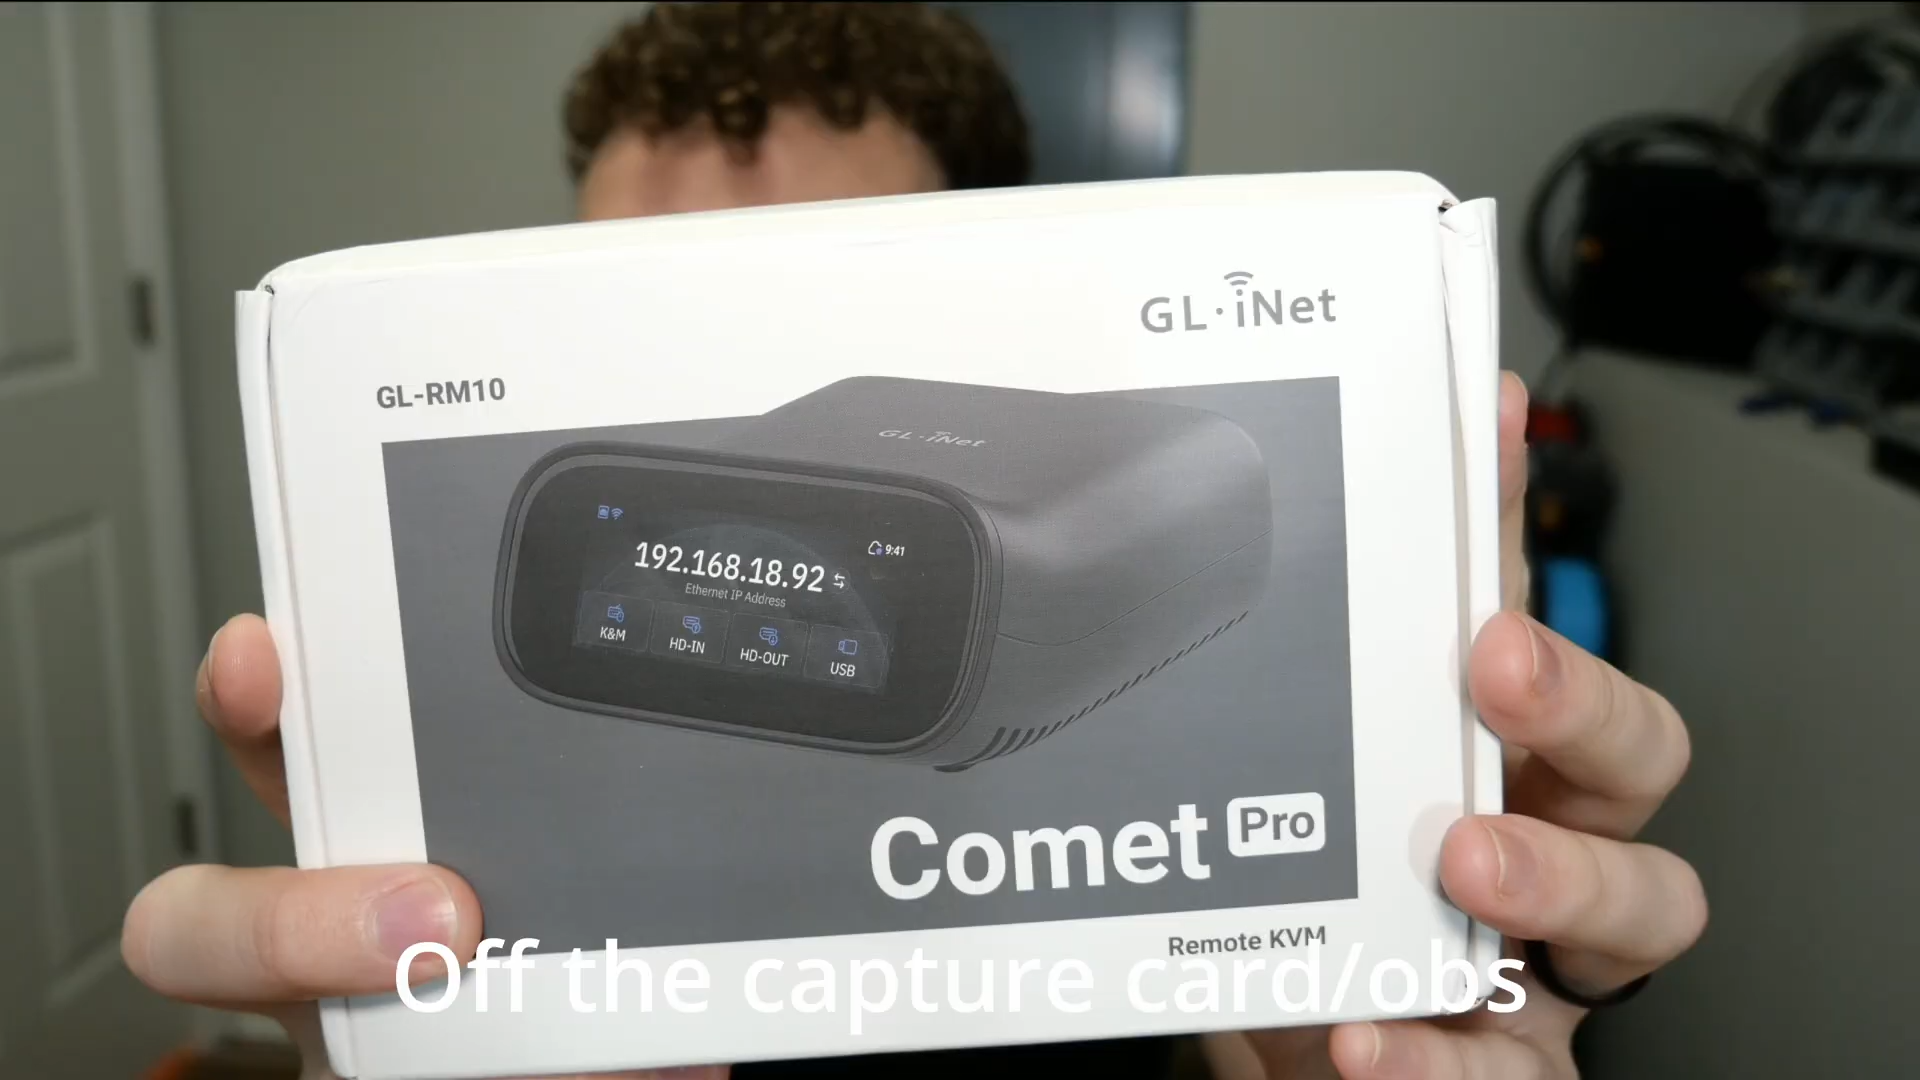 GL·iNet
GL-RM10
GL·iNet
9:41
192.168.18.92
Ethernet IP Address
K&M
HD-IN
HD-OUT
USB
Comet Pro
Remote KVM
Off the capture card/obs